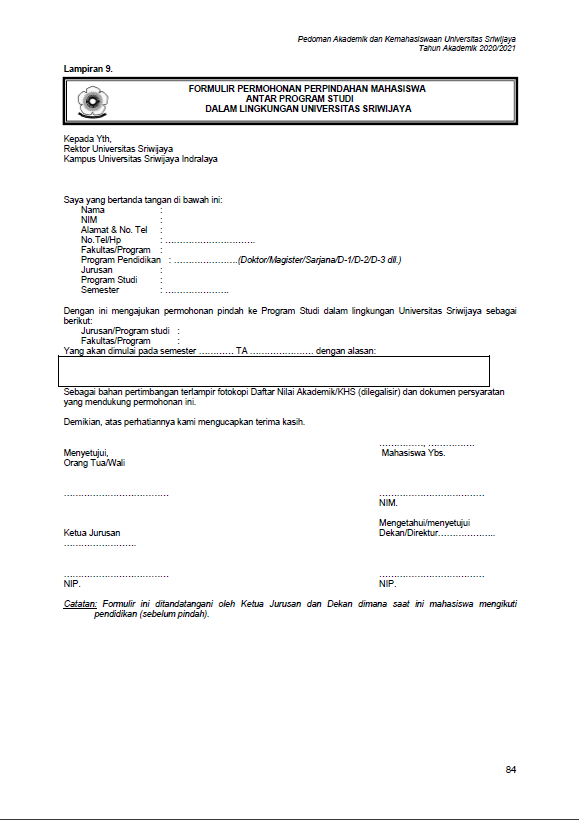 Pedoman Akademik dan Kemahasiswaan Universitas Sriwijaya
Tahun Akademik 2020/2021
Lampiran 9.
FORMULIR PERMOHONAN PERPINDAHAN MAHASISWA
ANTAR PROGRAM STUDI
DALAM LINGKUNGAN UNIVERSITAS SRIWIJAYA
Kepada Yth,
Rektor Universitas Sriwijaya
Kampus Universitas Sriwijaya Indralaya
Saya yang bertanda tangan di bawah ini:
Nama :
NIM :
Alamat & No. Tel :
No.Tel/Hp : ................................
Fakultas/Program :
Program Pendidikan : ......................(Doktor/Magister/Sarjana/D-1/D-2/D-3 dll.)
Jurusan :
Program Studi :
Semester : ......................
Dengan ini mengajukan permohonan pindah ke Program Studi dalam lingkungan Universitas Sriwijaya sebagai
berikut:
Jurusan/Program studi :
Fakultas/Program :
Yang akan dimulai pada semester ............ TA ...................... dengan alasan:
Sebagai bahan pertimbangan terlampir fotokopi Daftar Nilai Akademik/KHS (dilegalisir) dan dokumen persyaratan
yang mendukung permohonan ini.
Demikian, atas perhatiannya kami mengucapkan terima kasih.
..............., ................
Menyetujui, Mahasiswa Ybs.
Orang Tua/Wali
.................................... ....................................
NIM.
Mengetahui/menyetujui
Ketua Jurusan Dekan/Direktur....................
.........................
.................................... ....................................
NIP. NIP.
Catatan: Formulir ini ditandatangani oleh Ketua Jurusan dan Dekan dimana saat ini mahasiswa mengikuti
pendidikan (sebelum pindah).
84